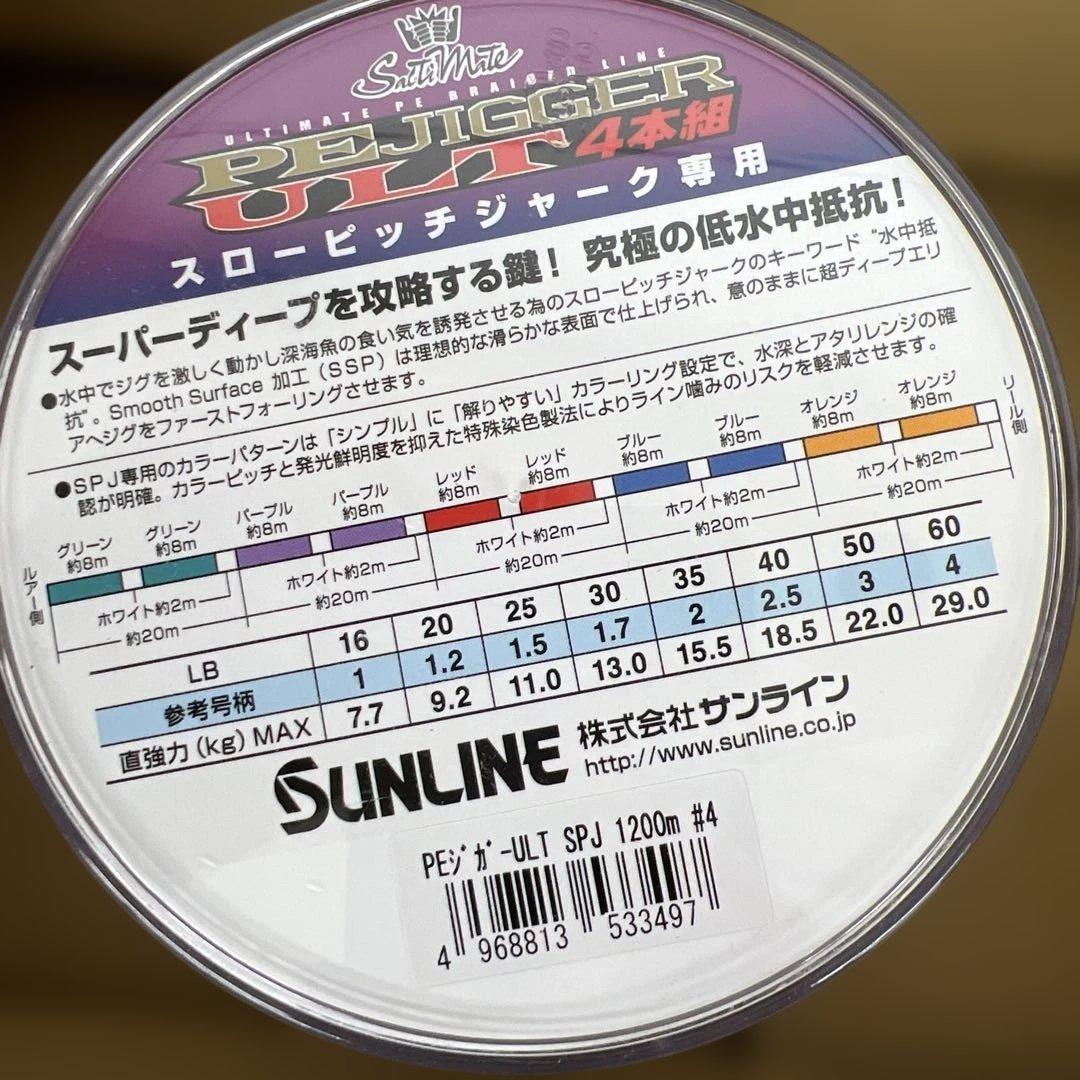 SaltiMate
ULTIMATE PE BRAIDED LINE
PEJIGGER
ULT 4本組
スローピッチジャーク専用
スーパーディープを攻略する鍵！ 究極の低水中抵抗！
●水中でジグを激しく動かし深海魚の食い気を誘発させる為のスローピッチジャークのキーワード“水中抵
抗”。Smooth Surface 加工（SSP）は理想的な滑らかな表面で仕上げられ、意のままに超ディープエリ
アへジグをファーストフォーリングさせます。
●SPJ専用のカラーパターンは「シンプル」に「解りやすい」カラーリング設定で、水深とアタリレンジの確
認が明確。カラーピッチと発光鮮明度を抑えた特殊染色製法によりライン噛みのリスクを軽減させます。
ルアー側
グリーン 約8m グリーン 約8m パープル 約8m パープル 約8m レッド 約8m レッド 約8m ブルー 約8m ブルー 約8m オレンジ 約8m オレンジ 約8m
リール側
ホワイト約2m ホワイト約2m ホワイト約2m ホワイト約2m ホワイト約2m
約20m 約20m 約20m 約20m 約20m
LB 16 20 25 30 35 40 50 60
参考号柄 1 1.2 1.5 1.7 2 2.5 3 4
直強力（kg）MAX 7.7 9.2 11.0 13.0 15.5 18.5 22.0 29.0
SUNLINE 株式会社サンライン
http://www.sunline.co.jp
PEｼﾞｶﾞｰULT SPJ 1200m #4
4 968813 533497